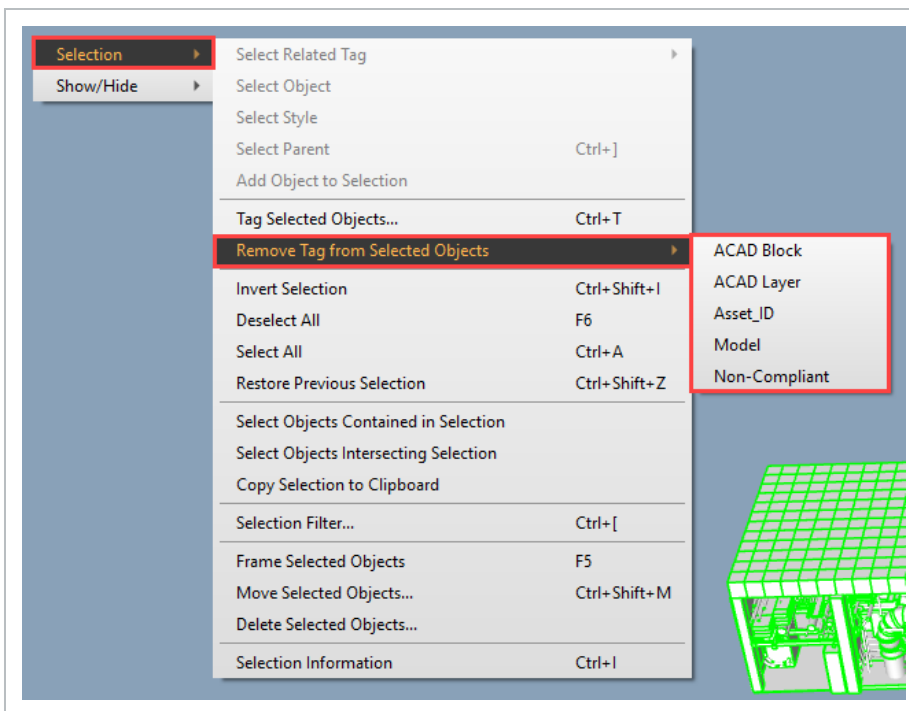 Selection
Show/Hide
Select Related Tag
Select Object
Select Style
Select Parent Ctrl+]
Add Object to Selection
Tag Selected Objects... Ctrl+T
Remove Tag from Selected Objects
ACAD Block
ACAD Layer
Asset_ID
Model
Non-Compliant
Invert Selection Ctrl+Shift+I
Deselect All F6
Select All Ctrl+A
Restore Previous Selection Ctrl+Shift+Z
Select Objects Contained in Selection
Select Objects Intersecting Selection
Copy Selection to Clipboard
Selection Filter... Ctrl+[
Frame Selected Objects F5
Move Selected Objects... Ctrl+Shift+M
Delete Selected Objects...
Selection Information Ctrl+I